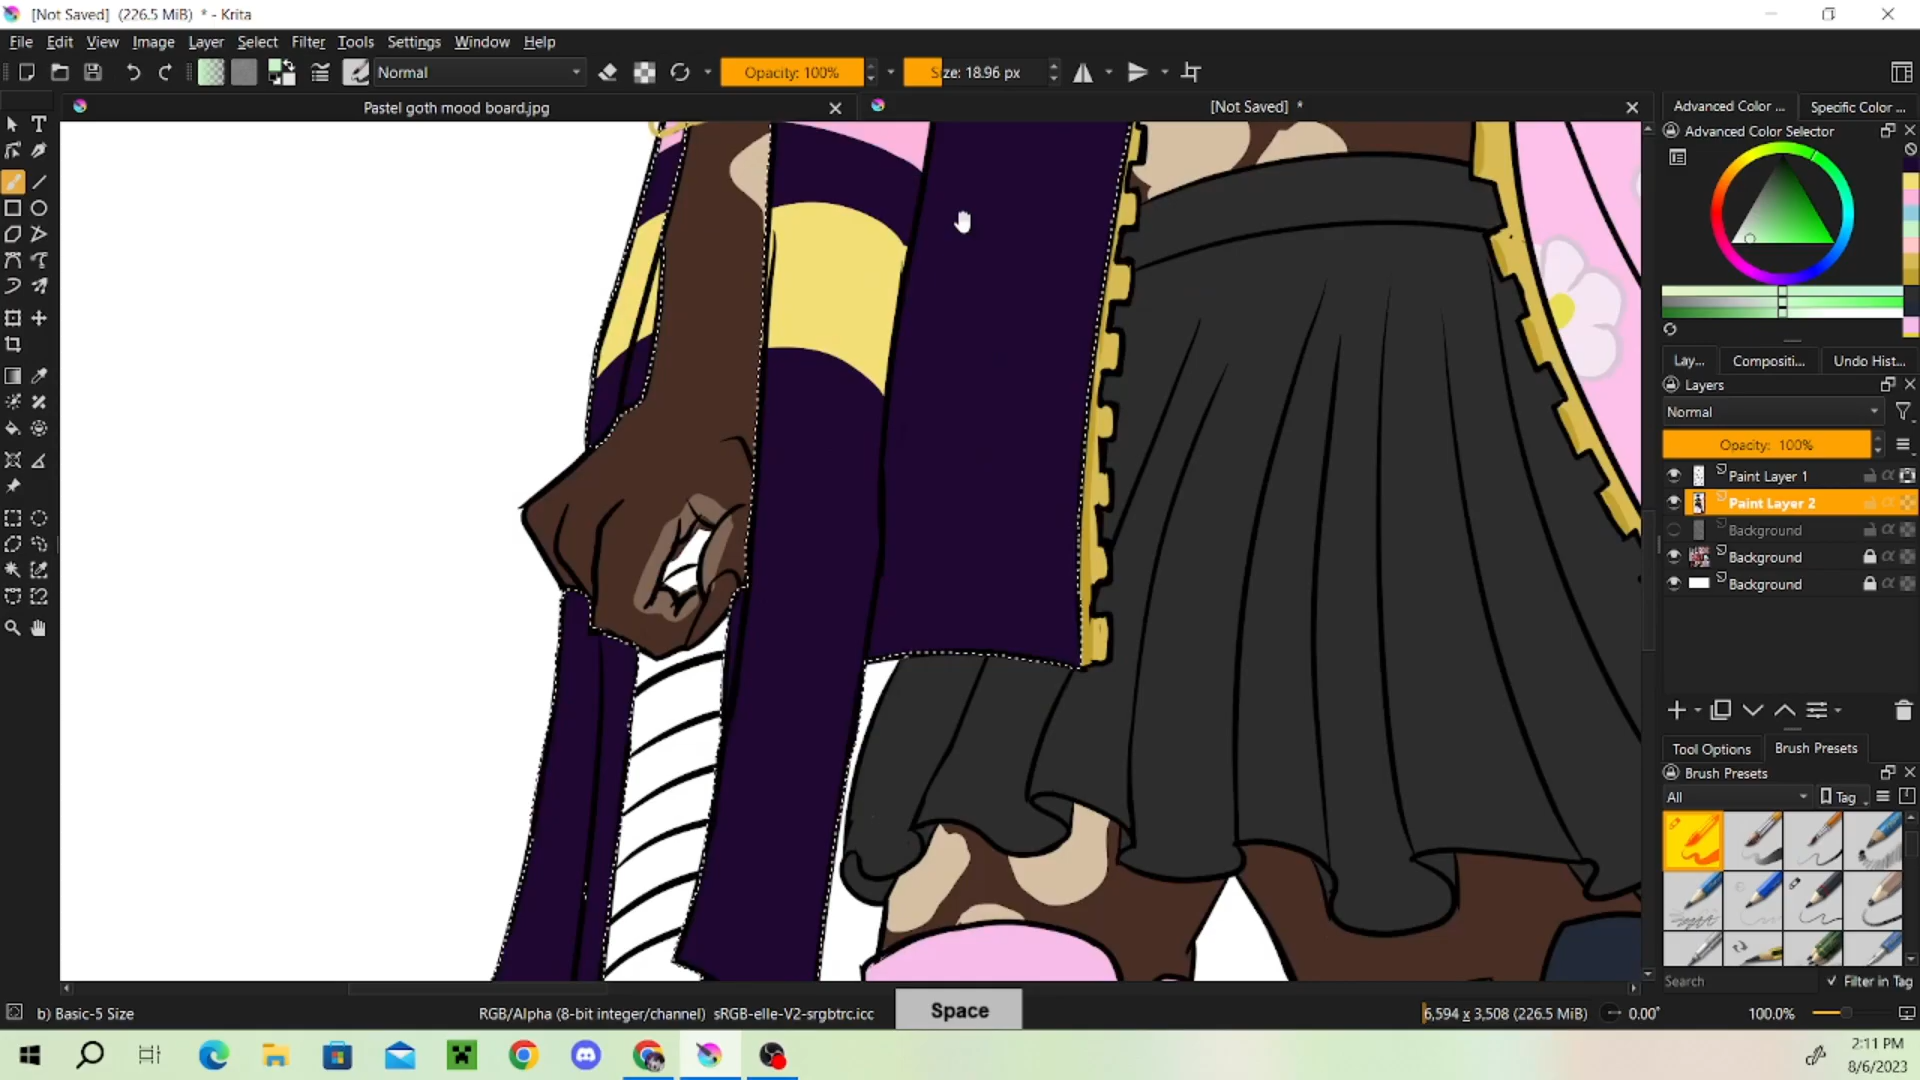 [Not Saved] (226.5 MiB) * - Krita
File Edit View Image Layer Select Filter Tools Settings Window Help
Normal Opacity: 100% Size: 18.96 px
Pastel goth mood board.jpg [Not Saved] *
Advanced Color ... Specific Color ...
Advanced Color Selector
Lay... Compositi... Undo Hist...
Layers
Normal
Opacity: 100%
Paint Layer 1
Paint Layer 2
Background
Background
Background
Tool Options Brush Presets
Brush Presets
All Tag
Search Filter in Tag
b) Basic-5 Size RGB/Alpha (8-bit integer/channel) sRGB-elle-V2-srgbtrc.icc Space 6,594 x 3,508 (226.5 MiB) 0.00° 100.0%
2:11 PM
8/6/2023